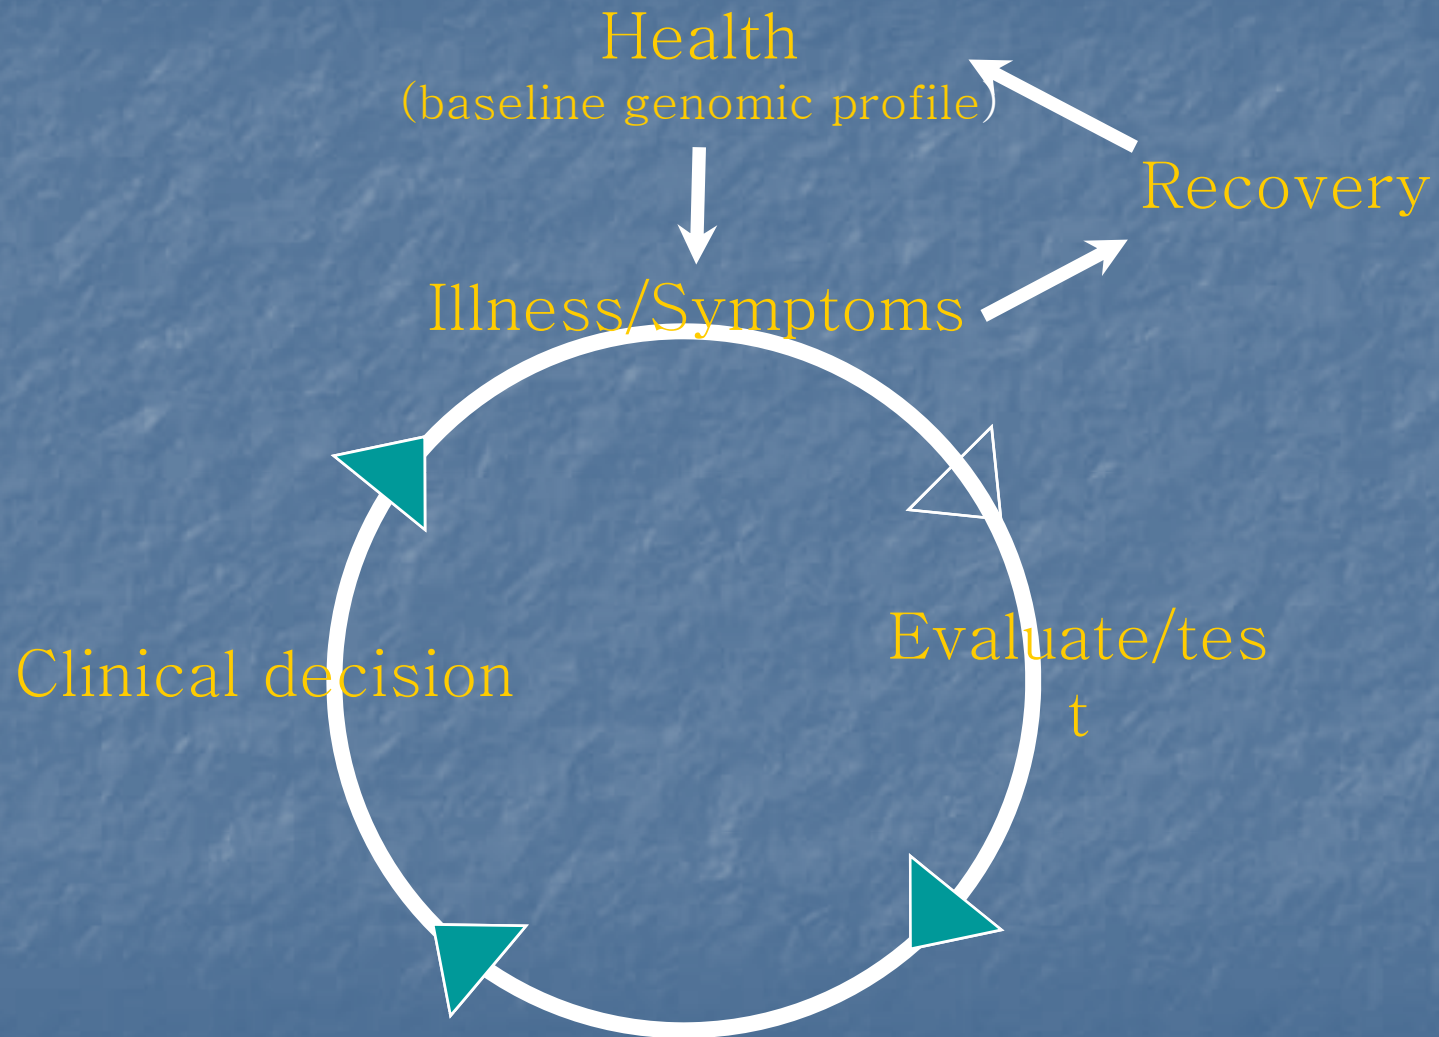 Health
(baseline genomic profile)
Recovery
Illness/Symptoms
Evaluate/tes
t
Clinical decision